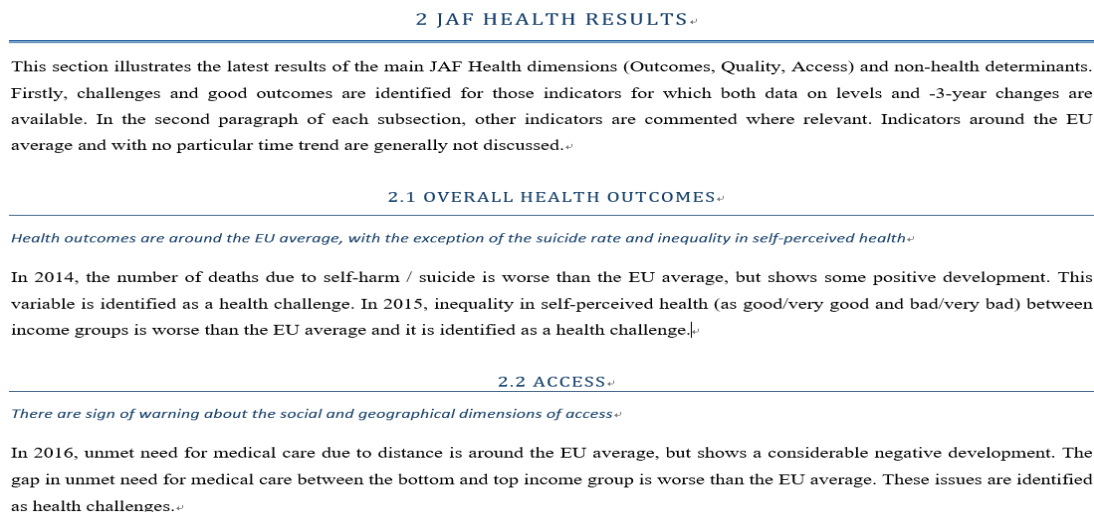 2 JAF HEALTH RESULTS
This section illustrates the latest results of the main JAF Health dimensions (Outcomes, Quality, Access) and non-health determinants.
Firstly, challenges and good outcomes are identified for those indicators for which both data on levels and -3-year changes are
available. In the second paragraph of each subsection, other indicators are commented where relevant. Indicators around the EU
average and with no particular time trend are generally not discussed.
2.1 OVERALL HEALTH OUTCOMES
Health outcomes are around the EU average, with the exception of the suicide rate and inequality in self-perceived health
In 2014, the number of deaths due to self-harm / suicide is worse than the EU average, but shows some positive development. This
variable is identified as a health challenge. In 2015, inequality in self-perceived health (as good/very good and bad/very bad) between
income groups is worse than the EU average and it is identified as a health challenge.
2.2 ACCESS
There are sign of warning about the social and geographical dimensions of access
In 2016, unmet need for medical care due to distance is around the EU average, but shows a considerable negative development. The
gap in unmet need for medical care between the bottom and top income group is worse than the EU average. These issues are identified
as health challenges.